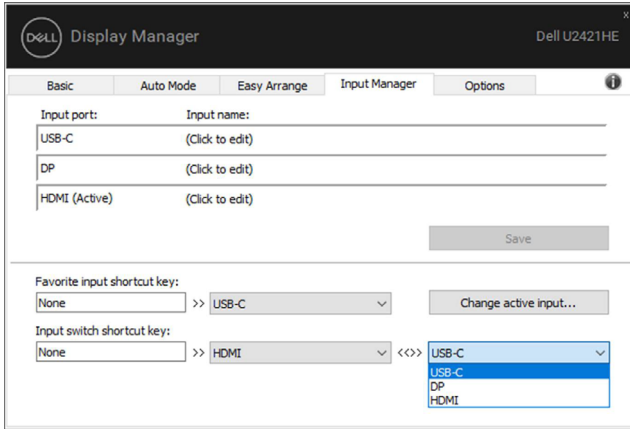 x
DELL Display Manager Dell U2421HE
Basic Auto Mode Easy Arrange Input Manager Options i
Input port: Input name:
USB-C (Click to edit)
DP (Click to edit)
HDMI (Active) (Click to edit)
Save
Favorite input shortcut key:
None >> USB-C Change active input...
Input switch shortcut key:
None >> HDMI <<>> USB-C
USB-C
DP
HDMI